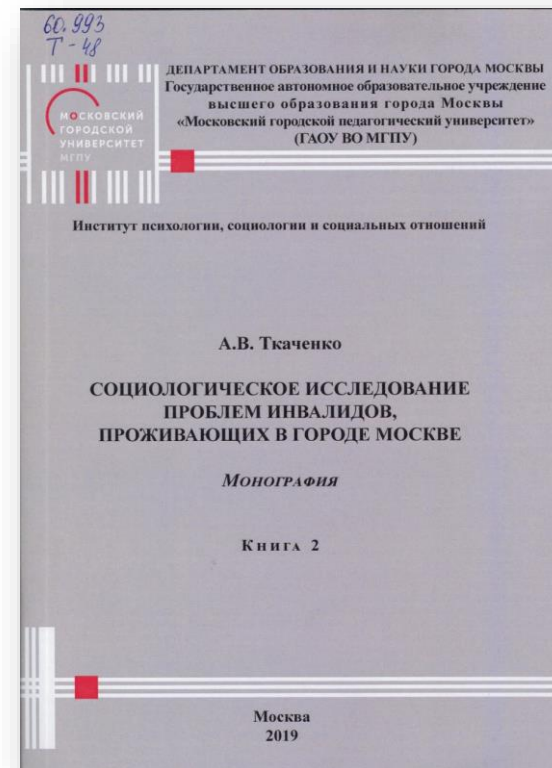 60.993
Т-48
МОСКОВСКИЙ
ГОРОДСКОЙ
УНИВЕРСИТЕТ
МГПУ
ДЕПАРТАМЕНТ ОБРАЗОВАНИЯ И НАУКИ ГОРОДА МОСКВЫ
Государственное автономное образовательное учреждение
высшего образования города Москвы
«Московский городской педагогический университет»
(ГАОУ ВО МГПУ)
Институт психологии, социологии и социальных отношений
А.В. Ткаченко
СОЦИОЛОГИЧЕСКОЕ ИССЛЕДОВАНИЕ
ПРОБЛЕМ ИНВАЛИДОВ,
ПРОЖИВАЮЩИХ В ГОРОДЕ МОСКВЕ
Монография
Книга 2
Москва
2019